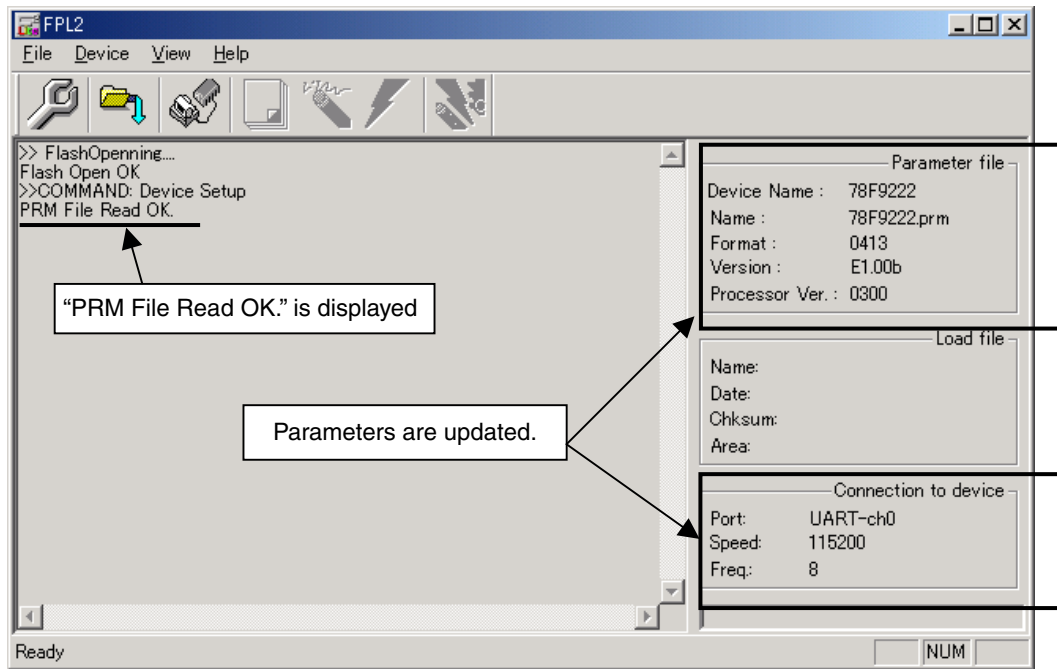 FPL2
File Device View Help
>> FlashOpenning....
Flash Open OK
>>COMMAND: Device Setup
PRM File Read OK.
“PRM File Read OK.” is displayed
Parameters are updated.
Parameter file
Device Name : 78F9222
Name : 78F9222.prm
Format : 0413
Version : E1.00b
Processor Ver. : 0300
Load file
Name:
Date:
Chksum:
Area:
Connection to device
Port: UART-ch0
Speed: 115200
Freq.: 8
Ready NUM